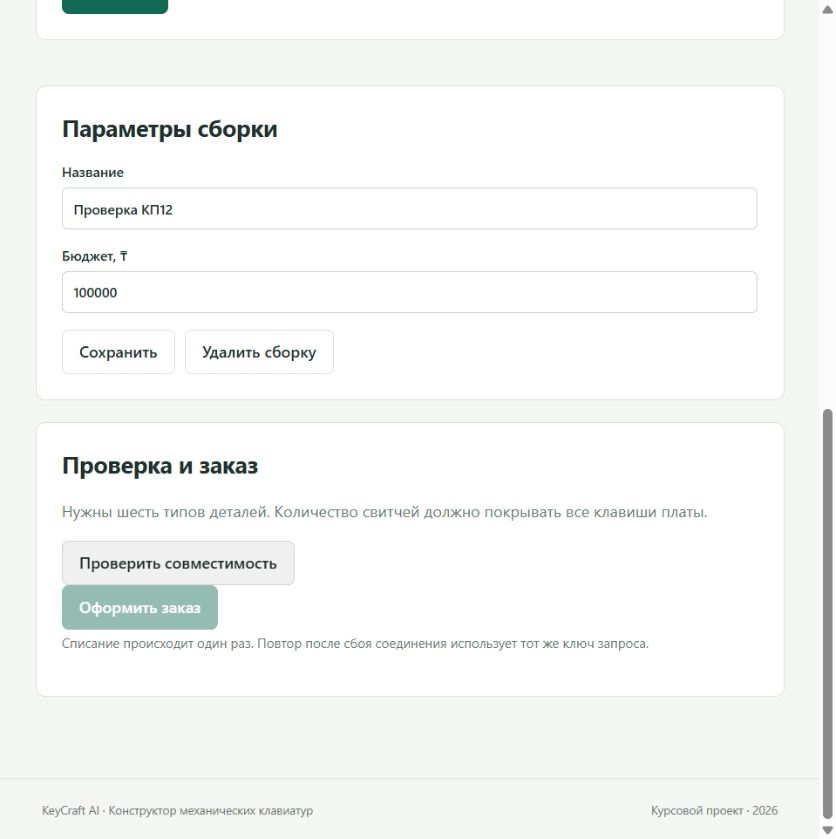 Параметры сборки
Название
Проверка КП12
Бюджет, ₸
100000
Сохранить Удалить сборку
Проверка и заказ
Нужны шесть типов деталей. Количество свитчей должно покрывать все клавиши платы.
Проверить совместимость
Оформить заказ
Списание происходит один раз. Повтор после сбоя соединения использует тот же ключ запроса.
KeyCraft AI · Конструктор механических клавиатур Курсовой проект · 2026